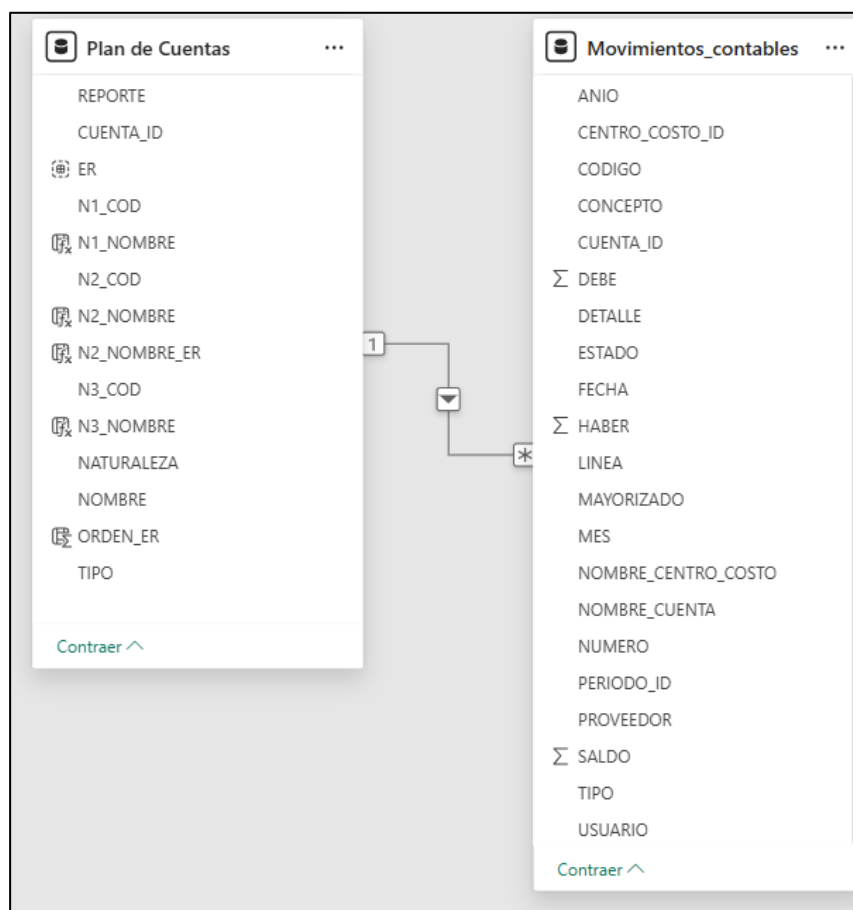 Plan de Cuentas
REPORTE
CUENTA_ID
ER
N1_COD
N1_NOMBRE
N2_COD
N2_NOMBRE
N2_NOMBRE_ER
N3_COD
N3_NOMBRE
NATURALEZA
NOMBRE
ORDEN_ER
TIPO
Contraer
1
*
Movimientos_contables
ANIO
CENTRO_COSTO_ID
CODIGO
CONCEPTO
CUENTA_ID
∑ DEBE
DETALLE
ESTADO
FECHA
∑ HABER
LINEA
MAYORIZADO
MES
NOMBRE_CENTRO_COSTO
NOMBRE_CUENTA
NUMERO
PERIODO_ID
PROVEEDOR
∑ SALDO
TIPO
USUARIO
Contraer